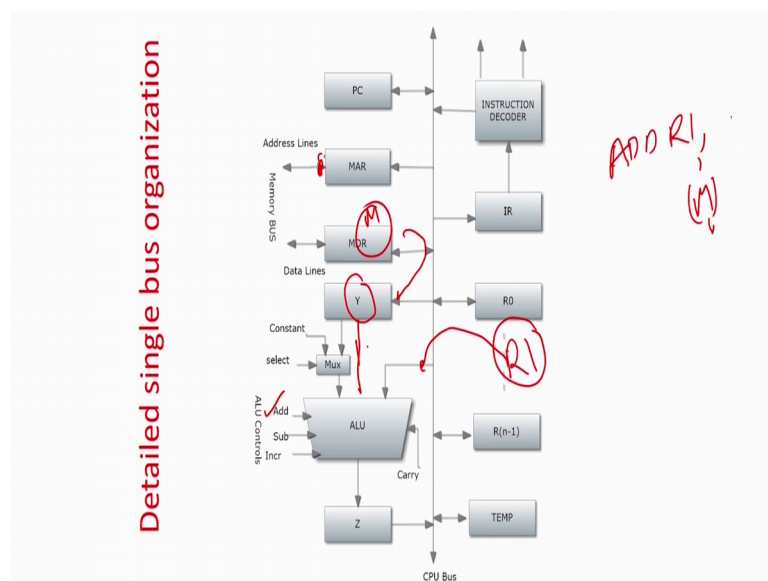 Detailed single bus organization
PC
INSTRUCTION
DECODER
Address Lines
MAR
Memory BUS
IR
M
MDR
Data Lines
Y
R0
Constant
select
Mux
R1
ALU Controls
Add
Sub
Incr
ALU
R(n-1)
Carry
Z
TEMP
CPU Bus
ADD R1,
(M)